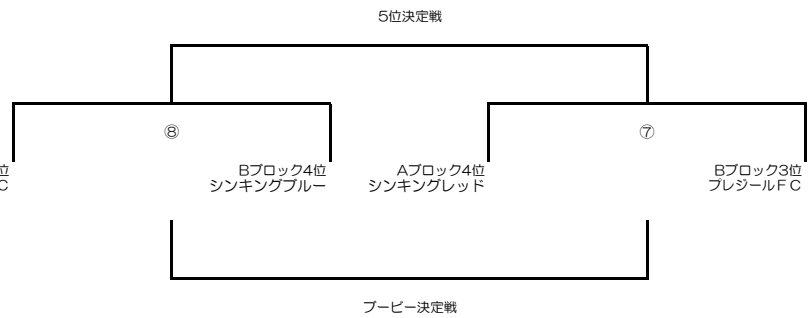 5位決定戦
⑧
⑦
位
C
Bブロック4位
シンキングブルー
Aブロック4位
シンキングレッド
Bブロック3位
プレジールＦＣ
ブービー決定戦